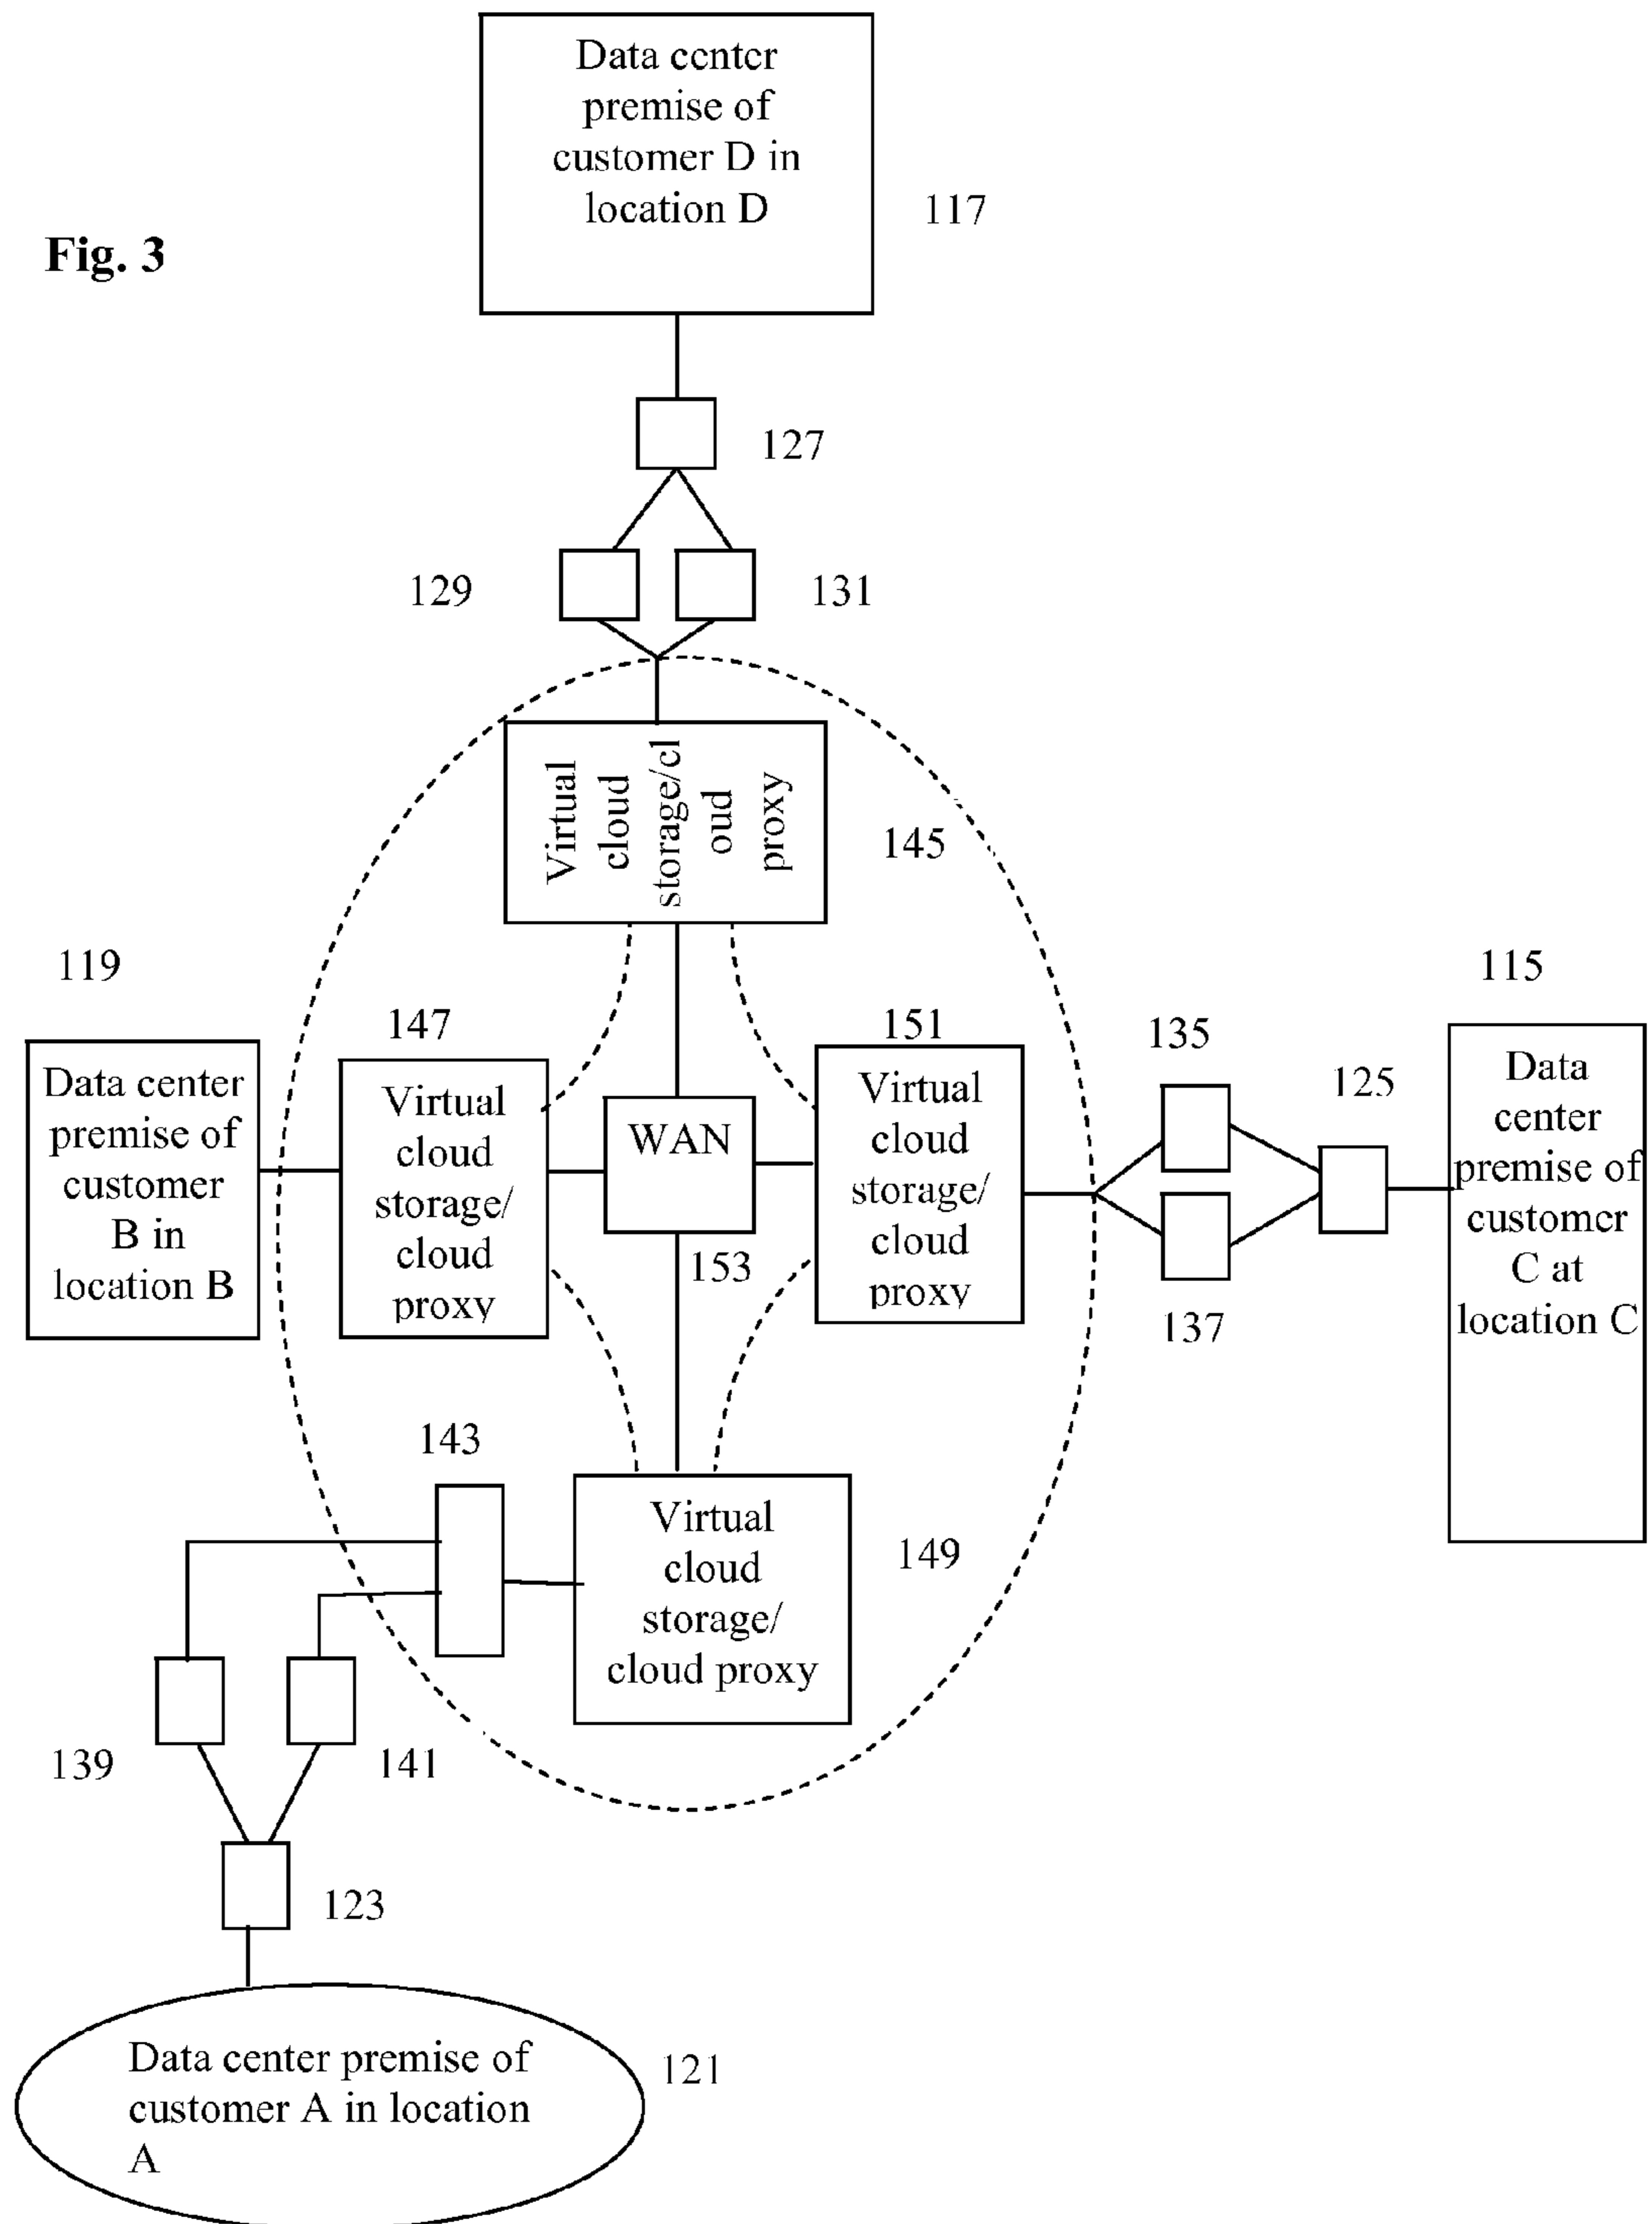 Data center
premise of
customer D in
location D
117
Fig. 3
127
129
131
Virtual
cloud
storage/cl
oud
proxy
145
119
115
147
151
135
125
Data center
premise of
customer
B in
location B
Virtual
cloud
storage/
cloud
proxy
WAN
153
Virtual
cloud
storage/
cloud
proxy
137
Data
center
premise of
customer
C at
location C
143
Virtual
cloud
storage/
cloud proxy
149
139
141
123
Data center premise of
customer A in location
A
121